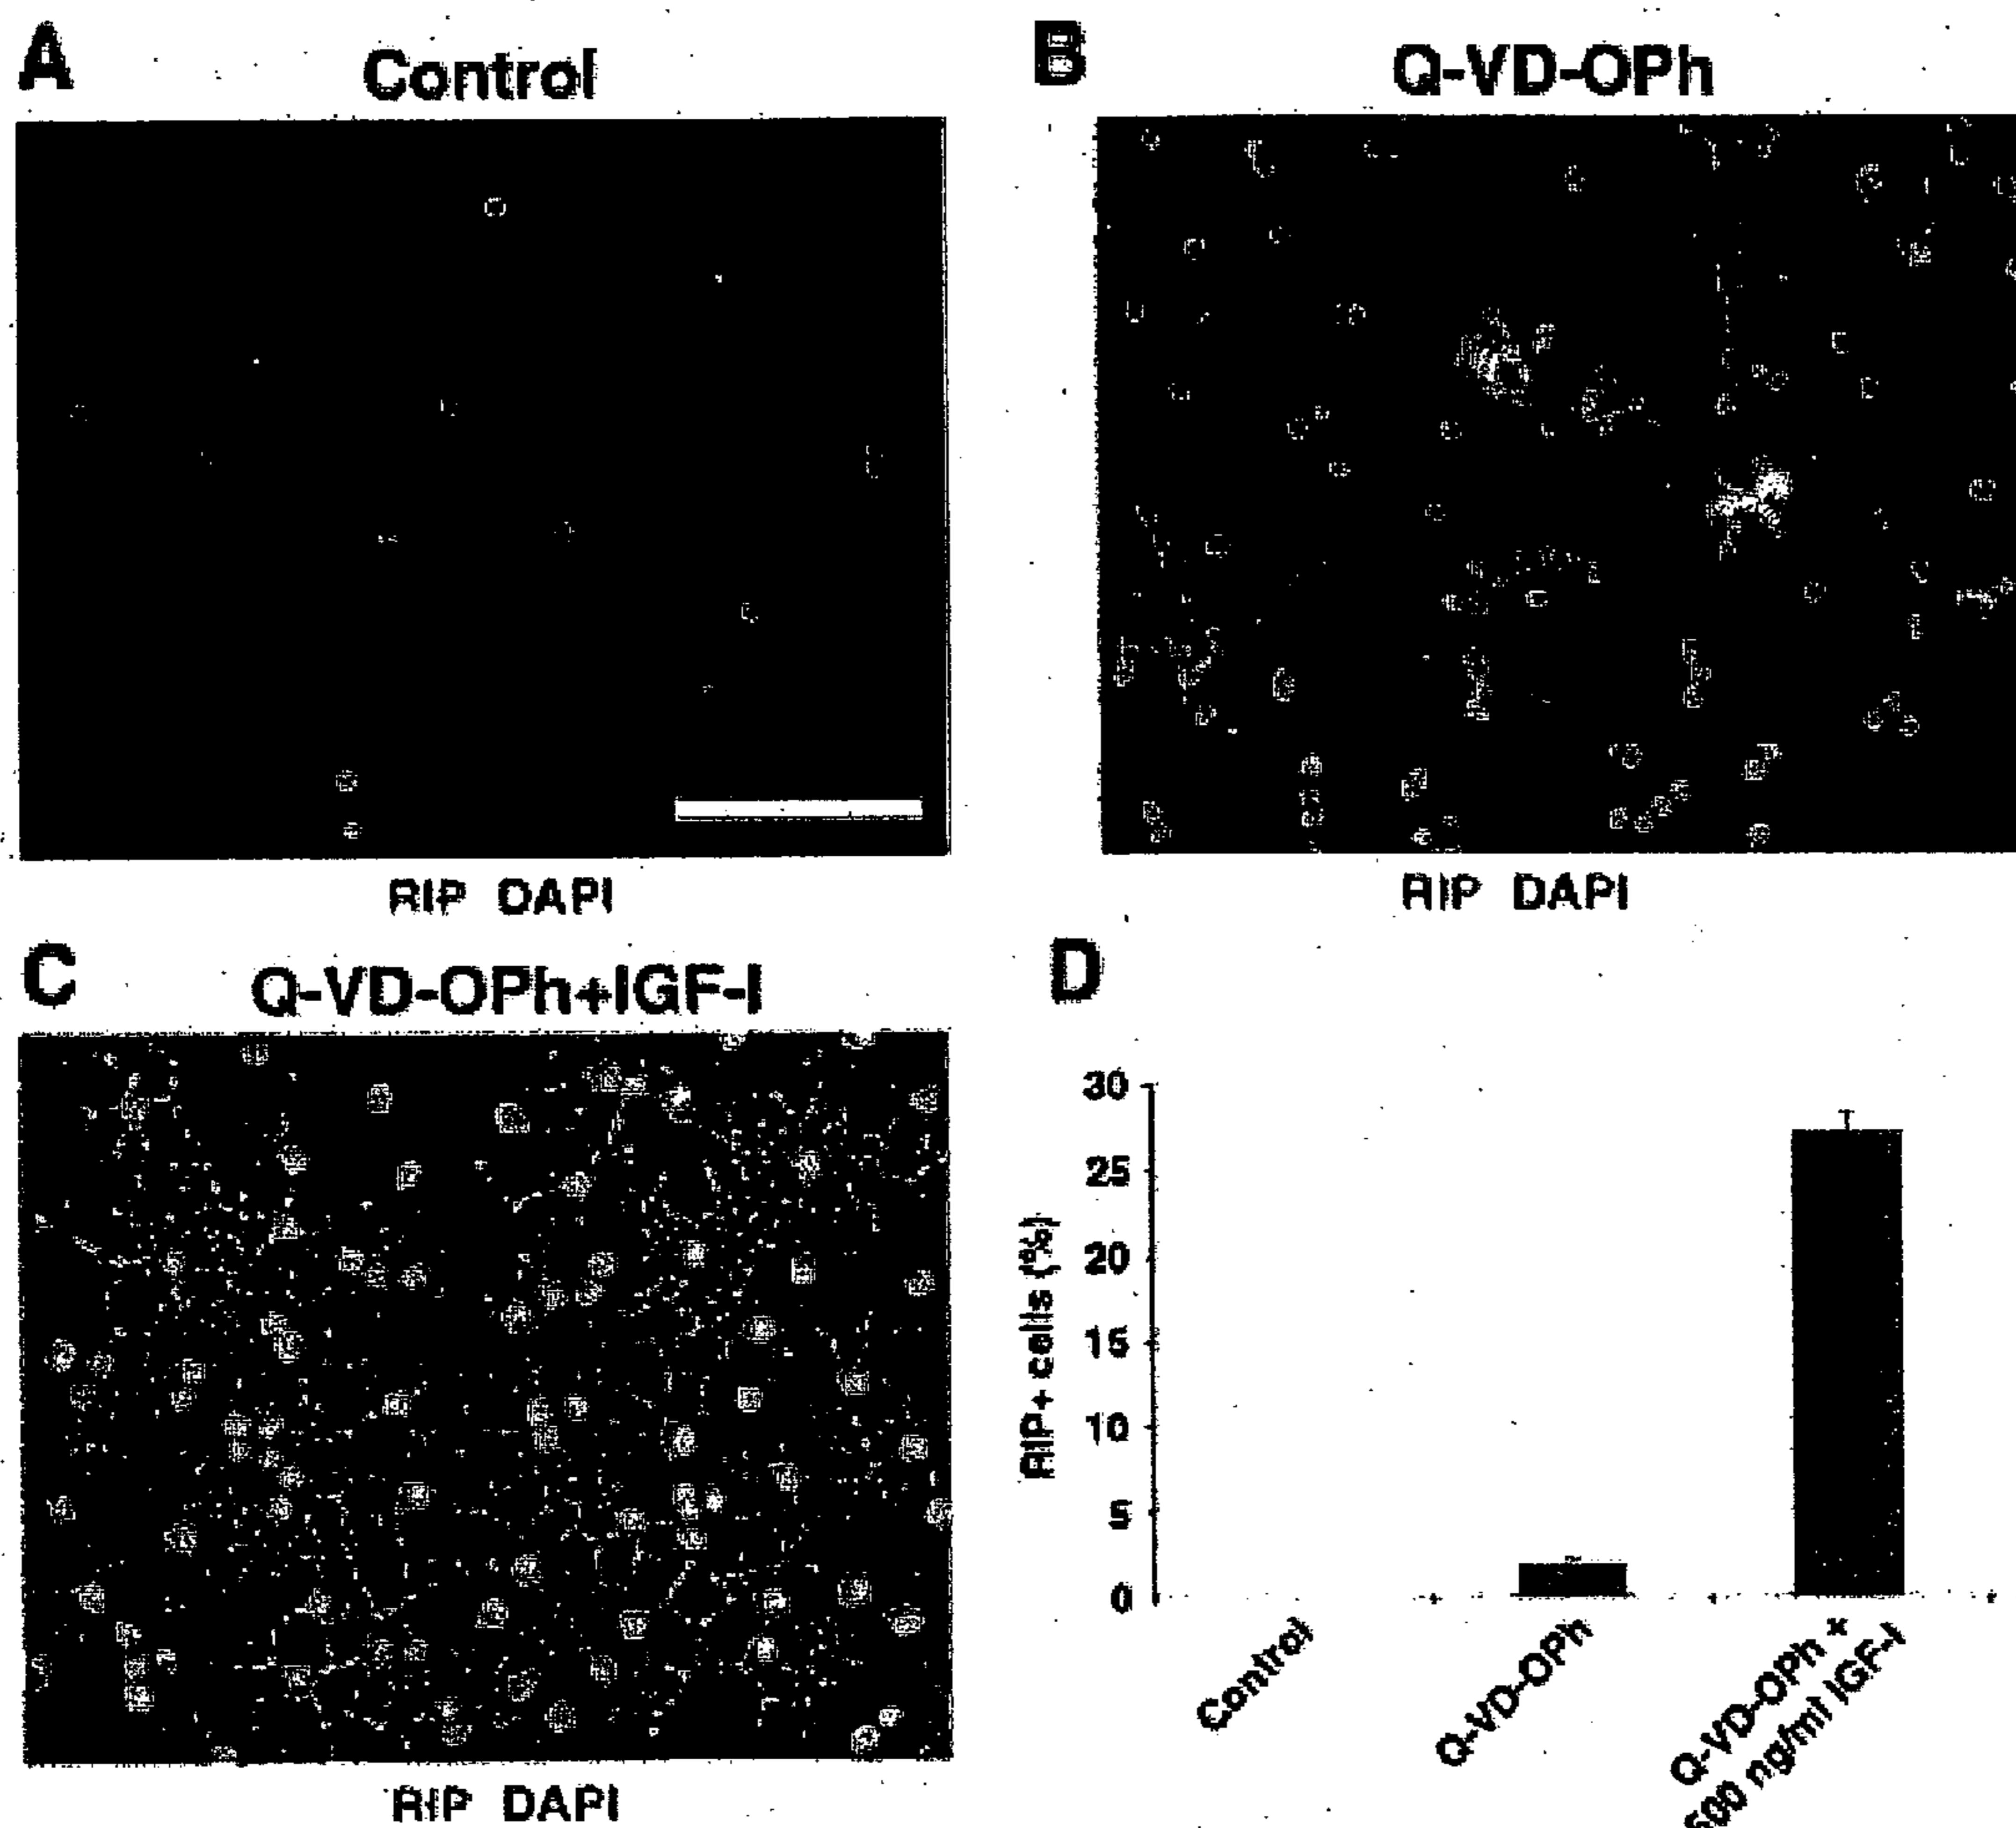 A
Control
B
Q-VD-OPh
RIP DAPI
RIP DAPI
C
Q-VD-OPh+IGF-I
D
RIP DAPI
RIP+ cells (%)
30
25
20
15
10
5
0
Control
Q-VD-OPh
Q-VD-OPh +
ng/ml IGF-I